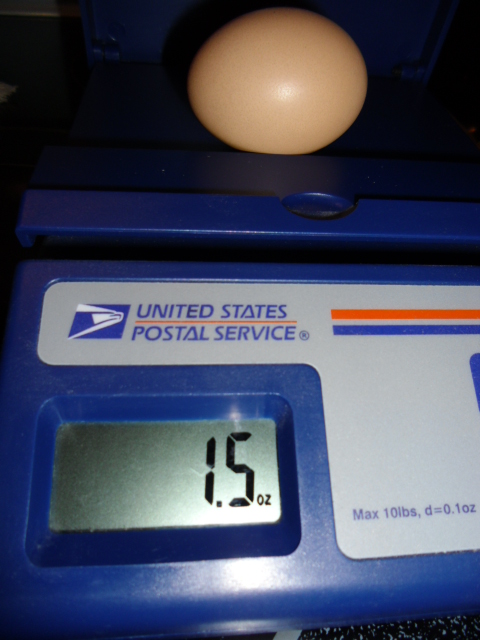 UNITED STATES
POSTAL SERVICE®
1.5 oz
Max 10lbs, d=0.1oz